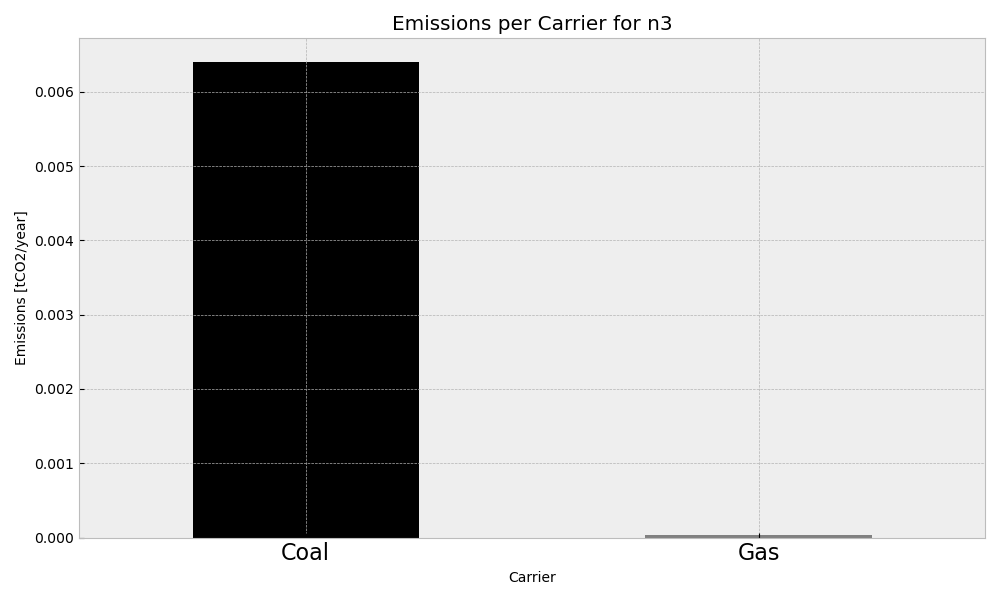 Emissions per Carrier for n3
Emissions [tCO2/year]
0.006
0.005
0.004
0.003
0.002
0.001
0.000
Coal
Gas
Carrier